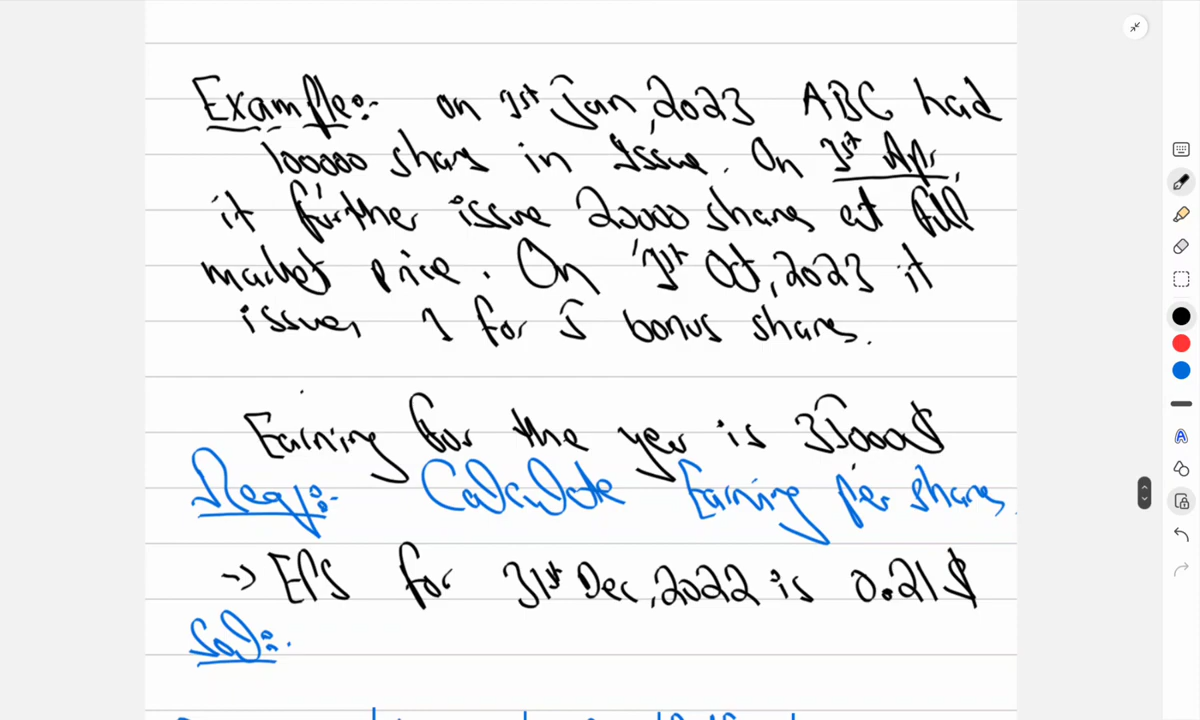 Example:- on 1st Jan, 2023 ABC had
100000 shares in Issue. On 1st Apr,
it further issue 20000 shares at full
market price. On 1st Oct, 2023 it
issues 1 for 5 bonus shares.
Earning for the year is 35000$
Req:- Calculate Earning per shares
→ EPS for 31st Dec, 2022 is 0.21$
Sol:-